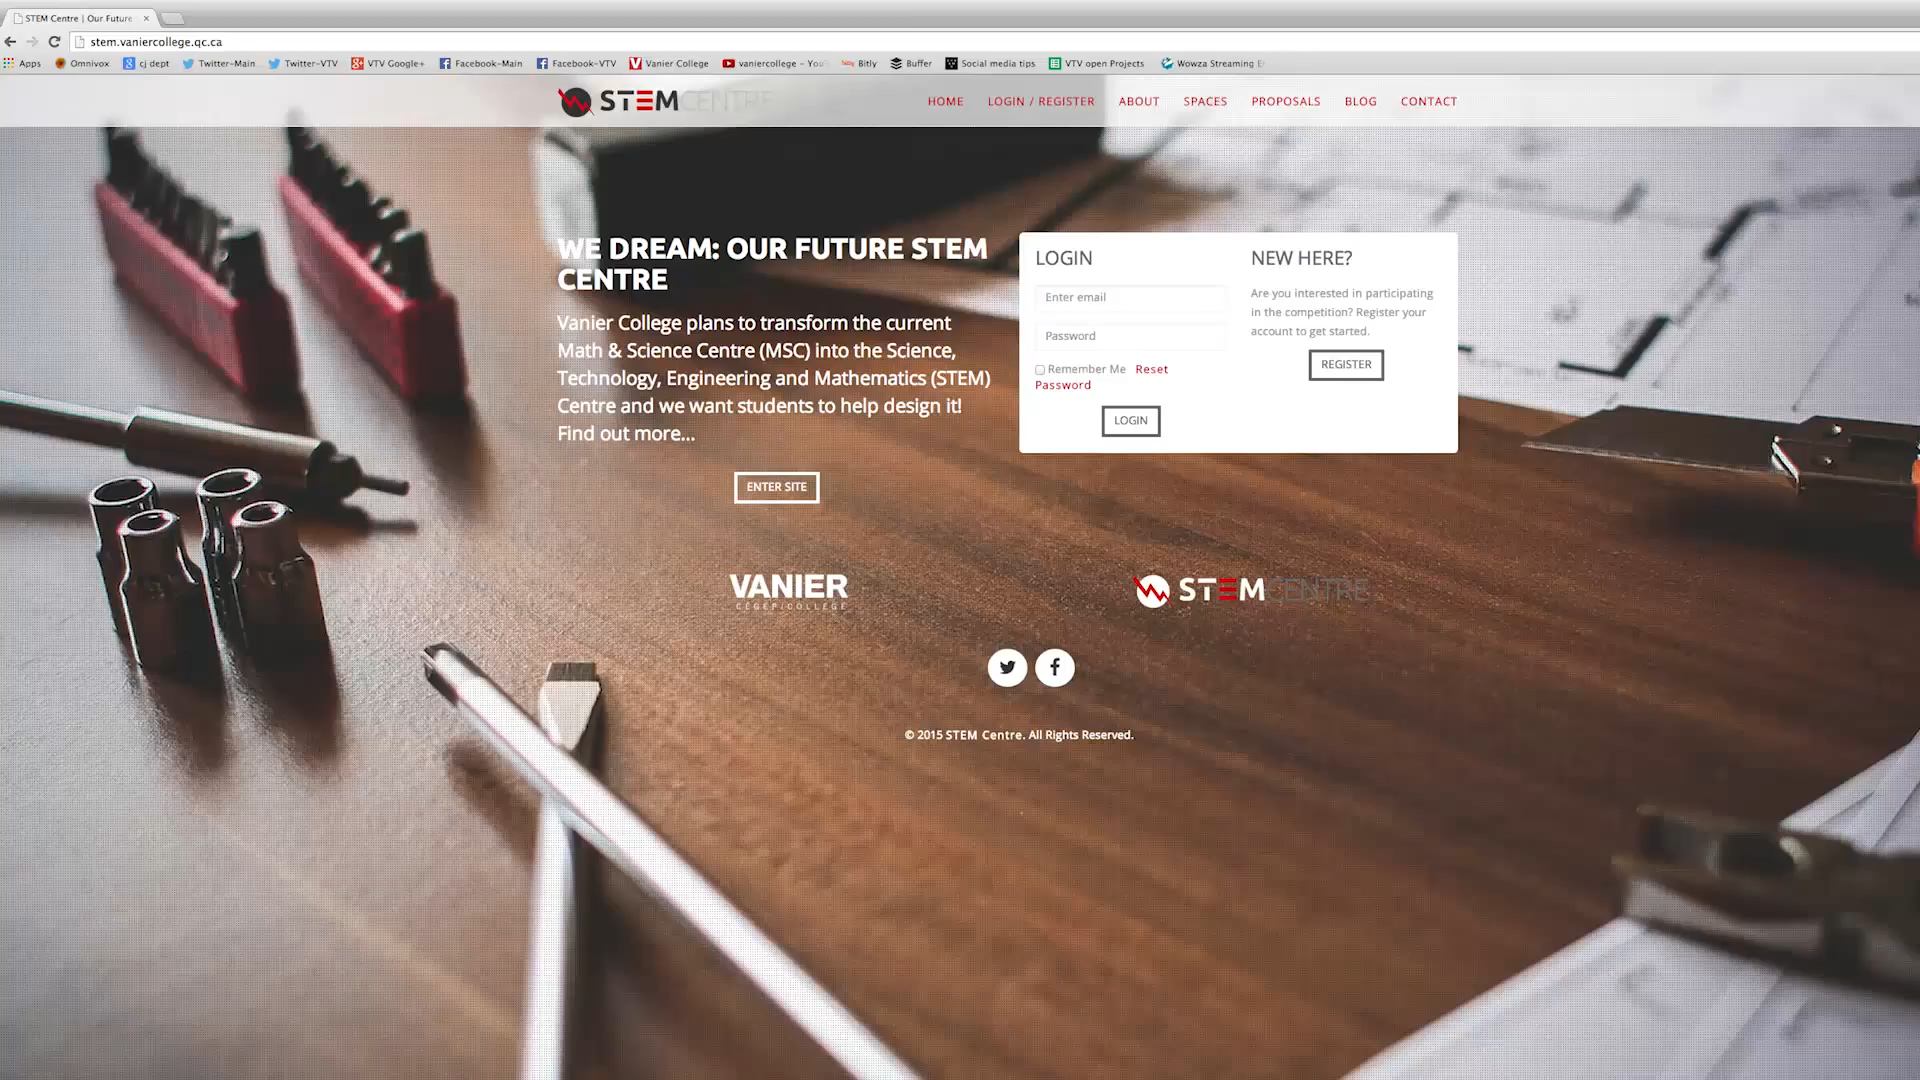 STEM Centre | Our Future
stem.vaniercollege.qc.ca
Apps Omnivox cj dept Twitter-Main Twitter-VTV VTV Google+ Facebook-Main Facebook-VTV Vanier College vaniercollege - You Bitly Buffer Social media tips VTV open Projects Wowza Streaming
STEMCENTRE HOME LOGIN / REGISTER ABOUT SPACES PROPOSALS BLOG CONTACT
WE DREAM: OUR FUTURE STEM
CENTRE
Vanier College plans to transform the current
Math & Science Centre (MSC) into the Science,
Technology, Engineering and Mathematics (STEM)
Centre and we want students to help design it!
Find out more...
ENTER SITE
LOGIN
Enter email
Password
Remember Me Reset
Password
LOGIN
NEW HERE?
Are you interested in participating
in the competition? Register your
account to get started.
REGISTER
VANIER
CÉGEP/COLLEGE
STEMCENTRE
© 2015 STEM Centre. All Rights Reserved.